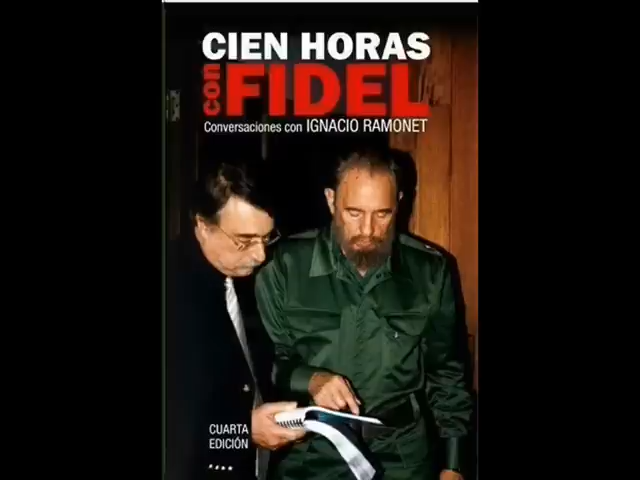 CIEN HORAS
con FIDEL
Conversaciones con IGNACIO RAMONET
CUARTA
EDICIÓN